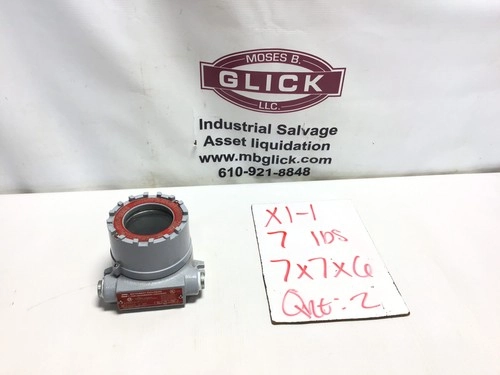 MOSES B.
GLICK
LLC.
Industrial Salvage
Asset liquidation
www.mbglick.com
610-921-8848
X1-1
7 lbs
7x7x6
Qnt: 2